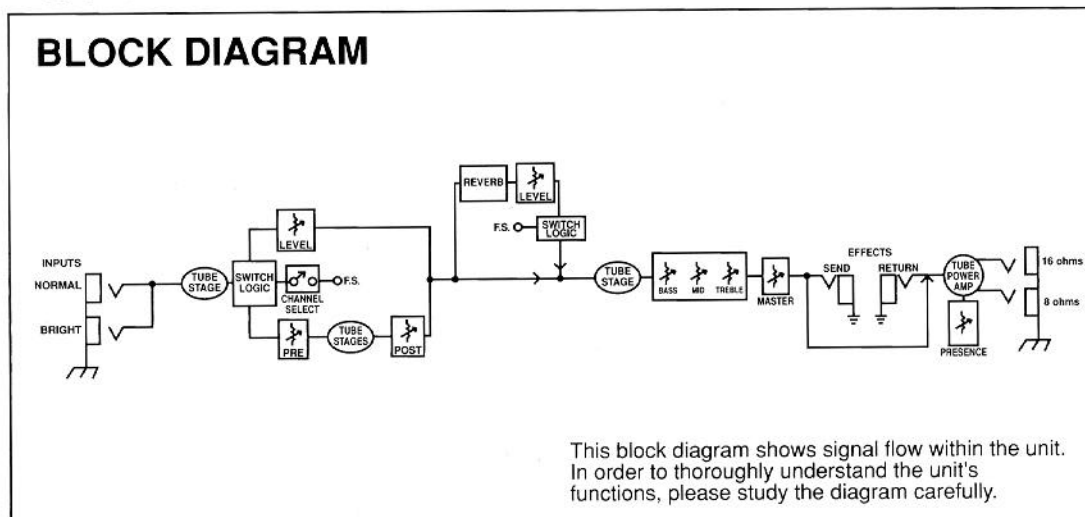 BLOCK DIAGRAM
REVERB
LEVEL
F.S.
SWITCH
LOGIC
INPUTS
NORMAL
BRIGHT
TUBE
STAGE
SWITCH
LOGIC
LEVEL
CHANNEL
SELECT
F.S.
PRE
TUBE
STAGES
POST
TUBE
STAGE
BASS
MID
TREBLE
MASTER
EFFECTS
SEND
RETURN
TUBE
POWER
AMP
PRESENCE
16 ohms
8 ohms
This block diagram shows signal flow within the unit.
In order to thoroughly understand the unit's
functions, please study the diagram carefully.